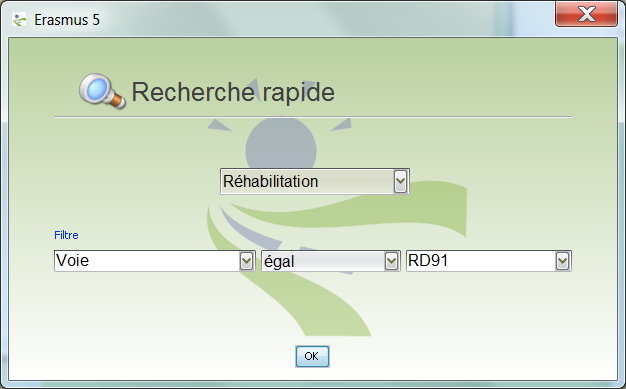 Erasmus 5
Recherche rapide
Réhabilitation
Filtre
Voie égal RD91
OK